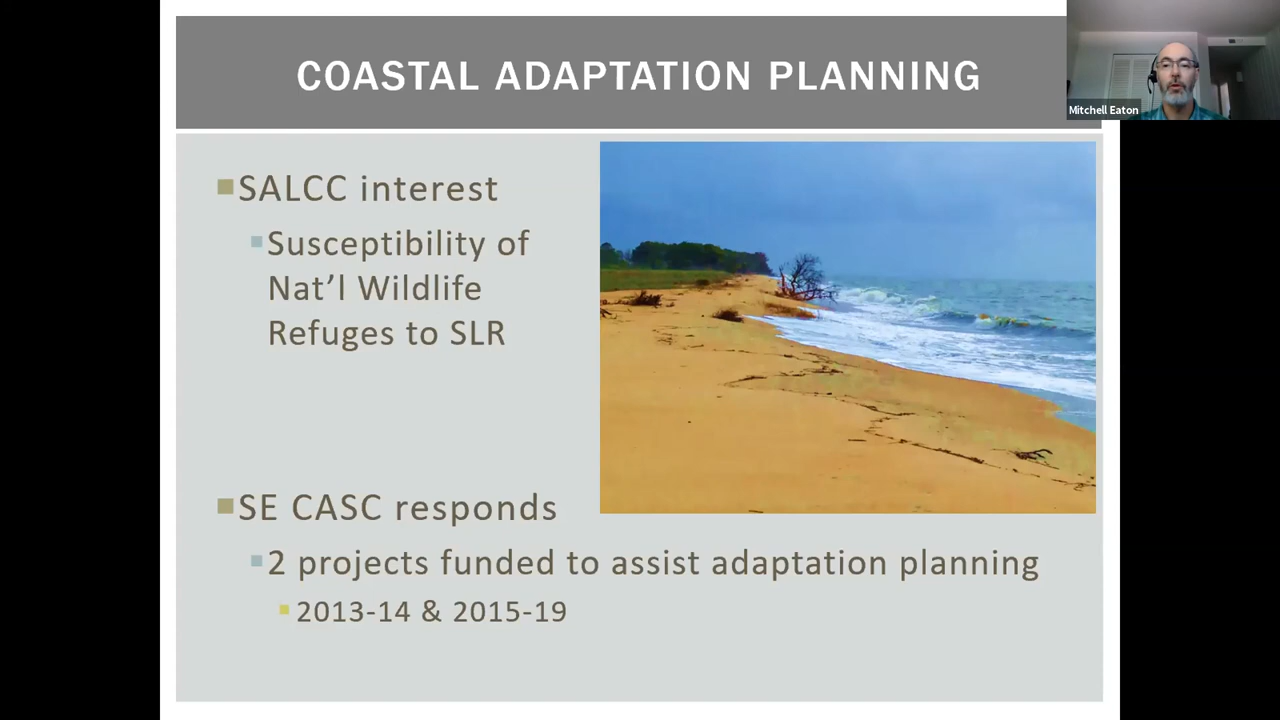 COASTAL ADAPTATION PLANNING
Mitchell Eaton
SALCC interest
Susceptibility of
Nat’l Wildlife
Refuges to SLR
SE CASC responds
2 projects funded to assist adaptation planning
2013-14 & 2015-19